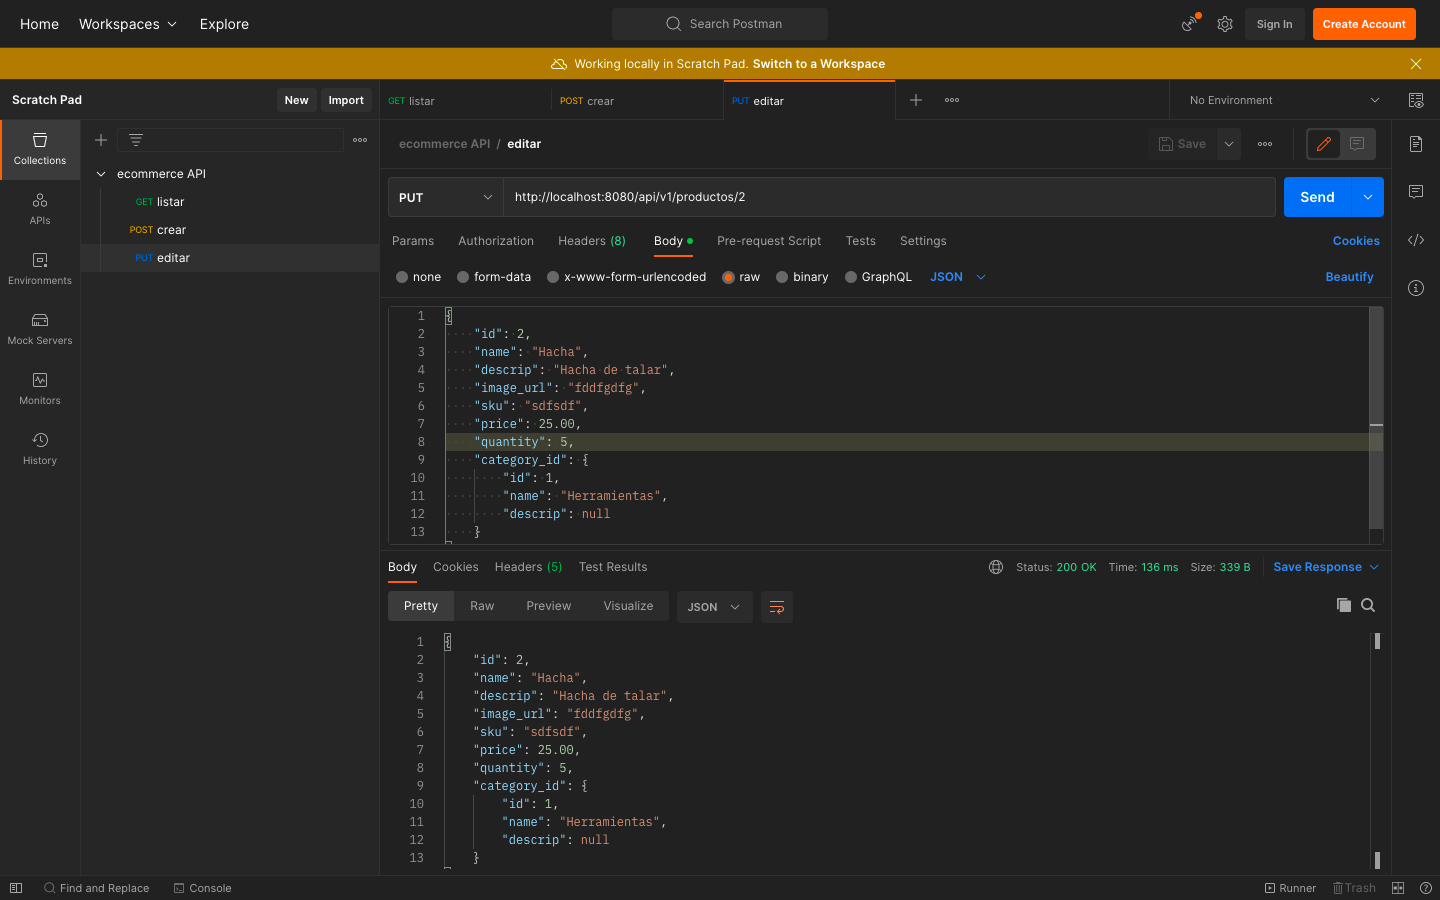 Home Workspaces Explore Search Postman Sign In Create Account
Working locally in Scratch Pad. Switch to a Workspace
Scratch Pad New Import GET listar POST crear PUT editar No Environment
Collections
APIs
Environments
Mock Servers
Monitors
History
ecommerce API
GET listar
POST crear
PUT editar
ecommerce API / editar Save
PUT http://localhost:8080/api/v1/productos/2 Send
Params Authorization Headers (8) Body Pre-request Script Tests Settings Cookies
none form-data x-www-form-urlencoded raw binary GraphQL JSON Beautify
1 {
2 "id": 2,
3 "name": "Hacha",
4 "descrip": "Hacha de talar",
5 "image_url": "fddfgdfg",
6 "sku": "sdfsdf",
7 "price": 25.00,
8 "quantity": 5,
9 "category_id": {
10 "id": 1,
11 "name": "Herramientas",
12 "descrip": null
13 }
Body Cookies Headers (5) Test Results Status: 200 OK Time: 136 ms Size: 339 B Save Response
Pretty Raw Preview Visualize JSON
1 {
2 "id": 2,
3 "name": "Hacha",
4 "descrip": "Hacha de talar",
5 "image_url": "fddfgdfg",
6 "sku": "sdfsdf",
7 "price": 25.00,
8 "quantity": 5,
9 "category_id": {
10 "id": 1,
11 "name": "Herramientas",
12 "descrip": null
13 }
Find and Replace Console Runner Trash